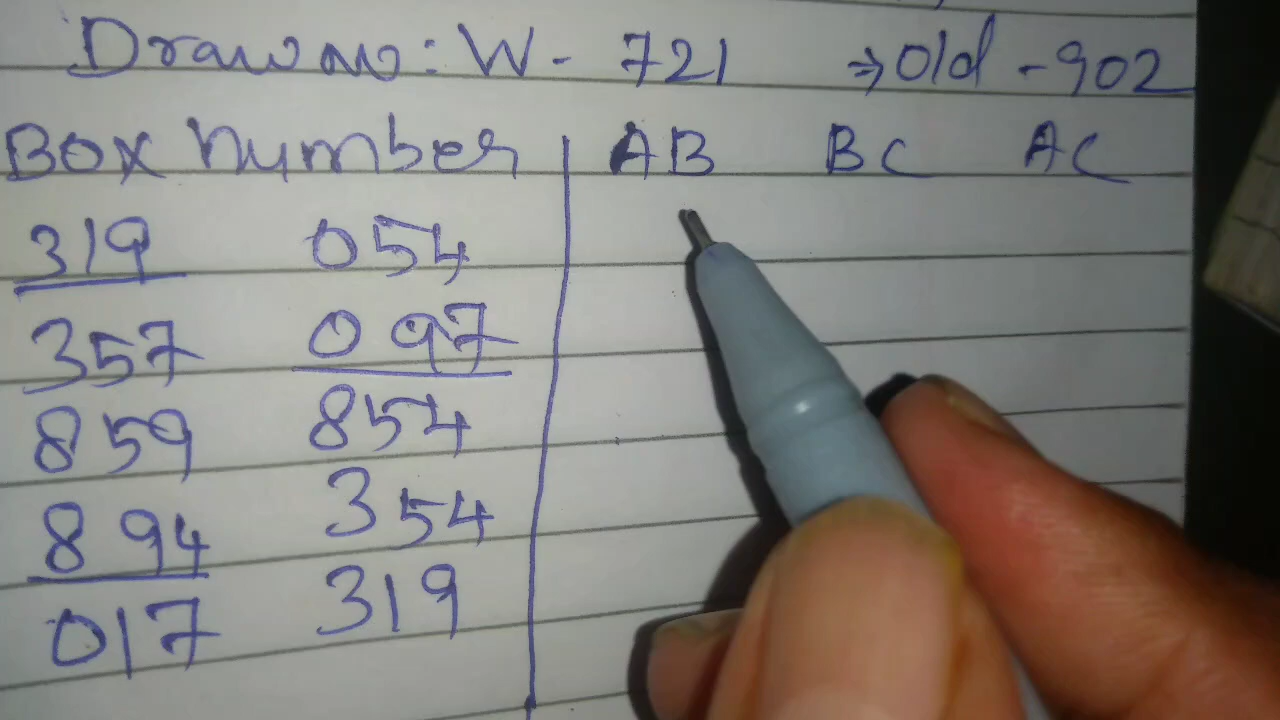 Draw no: W - 721 ⇒ Old - 902
Box number AB BC AC
319 054
357 097
859 854
894 354
017 319